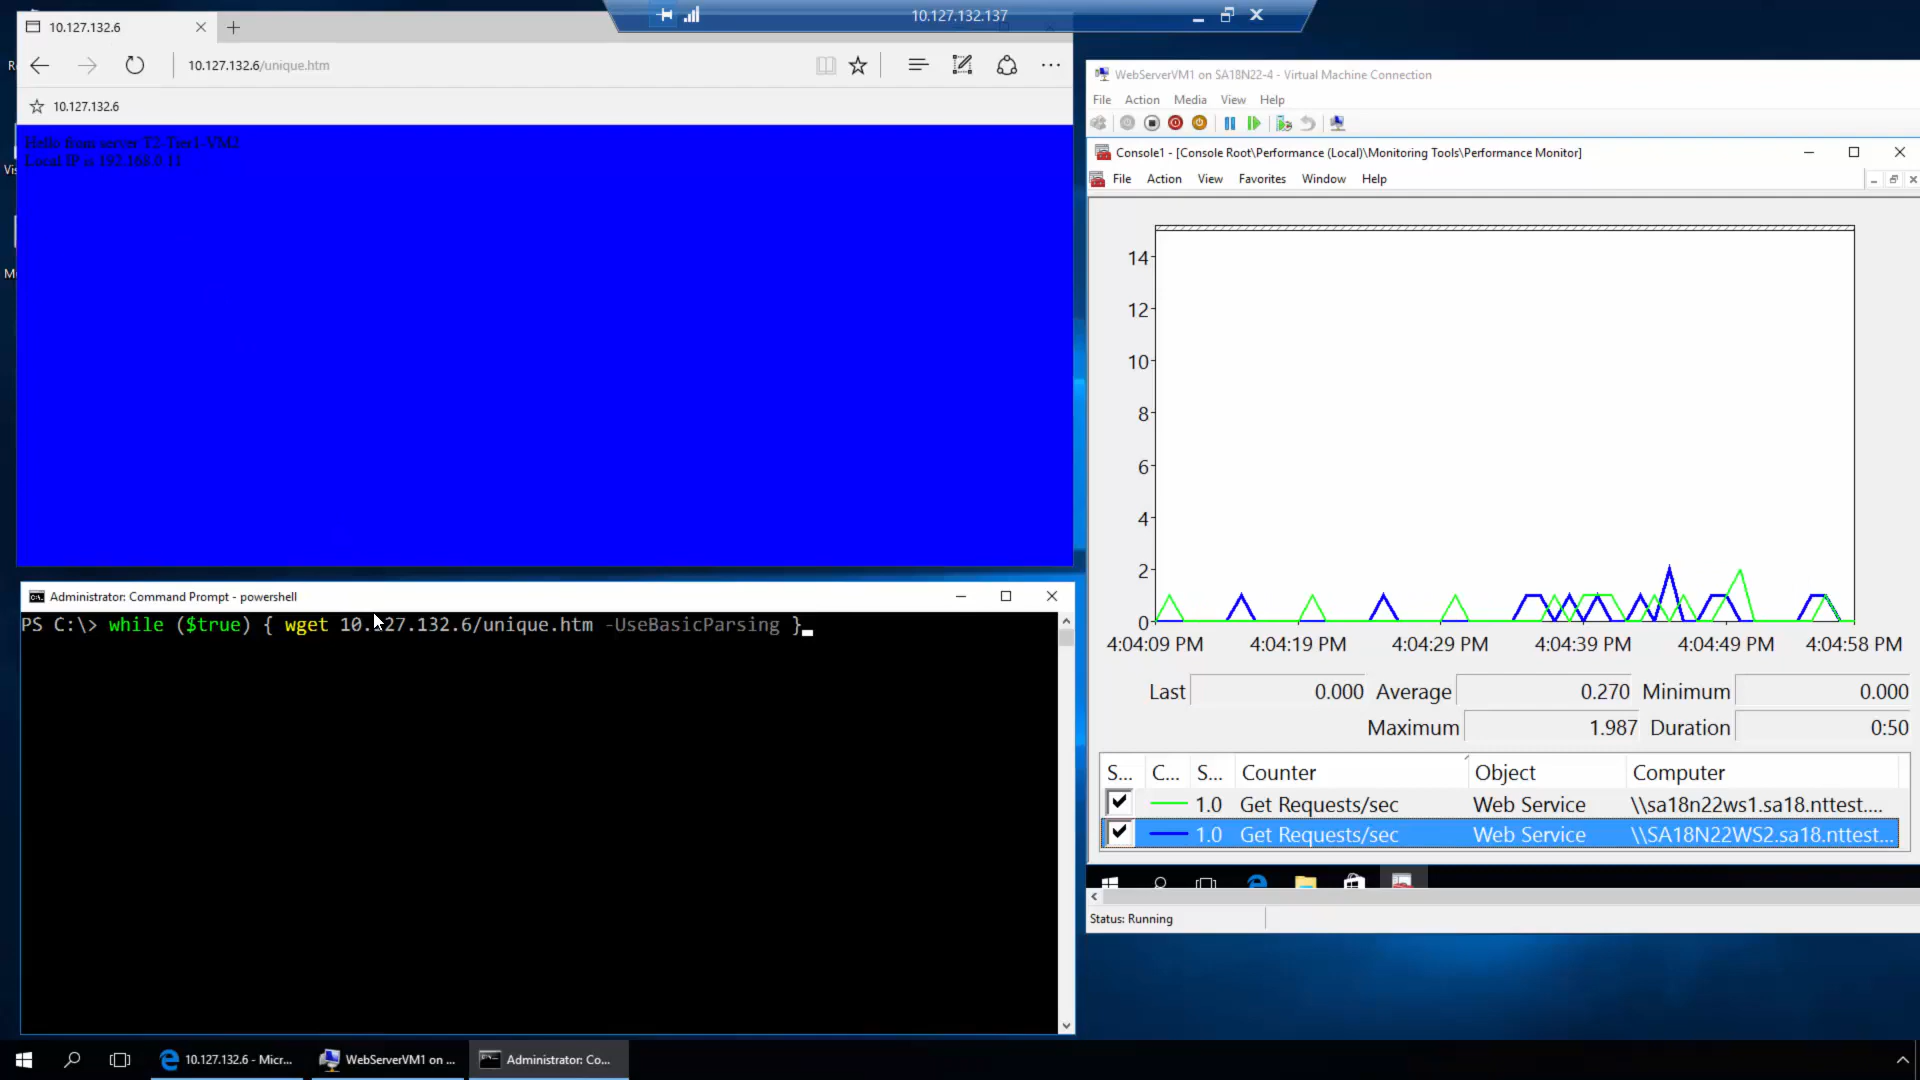 10.127.132.137
10.127.132.6
10.127.132.6/unique.htm
10.127.132.6
Hello from server T2-Tier1-VM2
Local IP is 192.168.0.11
Administrator: Command Prompt - powershell
PS C:\> while ($true) { wget 10.127.132.6/unique.htm -UseBasicParsing }
WebServerVM1 on SA18N22-4 - Virtual Machine Connection
File Action Media View Help
Console1 - [Console Root\Performance (Local)\Monitoring Tools\Performance Monitor]
File Action View Favorites Window Help
14
12
10
8
6
4
2
0
4:04:09 PM 4:04:19 PM 4:04:29 PM 4:04:39 PM 4:04:49 PM 4:04:58 PM
Last 0.000 Average 0.270 Minimum 0.000
Maximum 1.987 Duration 0:50
S... C... S... Counter Object Computer
1.0 Get Requests/sec Web Service \\sa18n22ws1.sa18.nttest....
1.0 Get Requests/sec Web Service \\SA18N22WS2.sa18.nttest...
Status: Running
10.127.132.6 - Micr... WebServerVM1 on ... Administrator: Co...